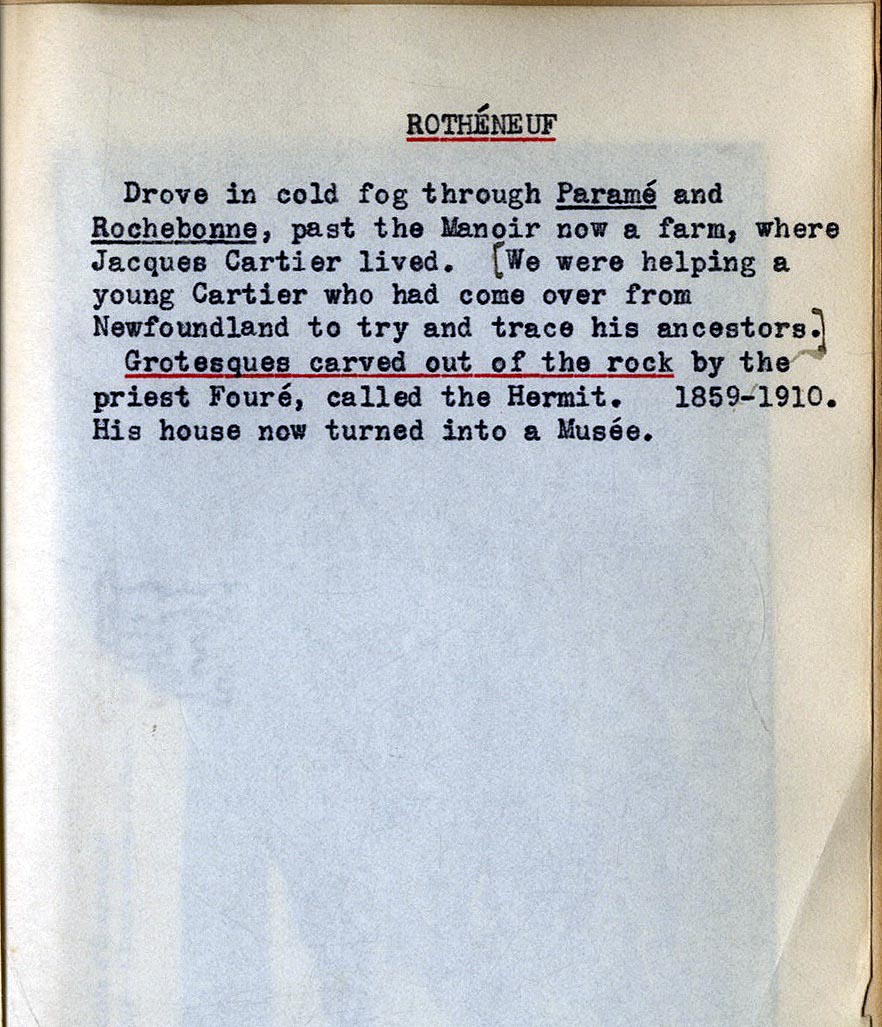 ROTHÉNEUF
Drove in cold fog through Paramé and
Rochebonne, past the Manoir now a farm, where
Jacques Cartier lived. [We were helping a
young Cartier who had come over from
Newfoundland to try and trace his ancestors.]
Grotesques carved out of the rock by the
priest Fouré, called the Hermit. 1859-1910.
His house now turned into a Musée.